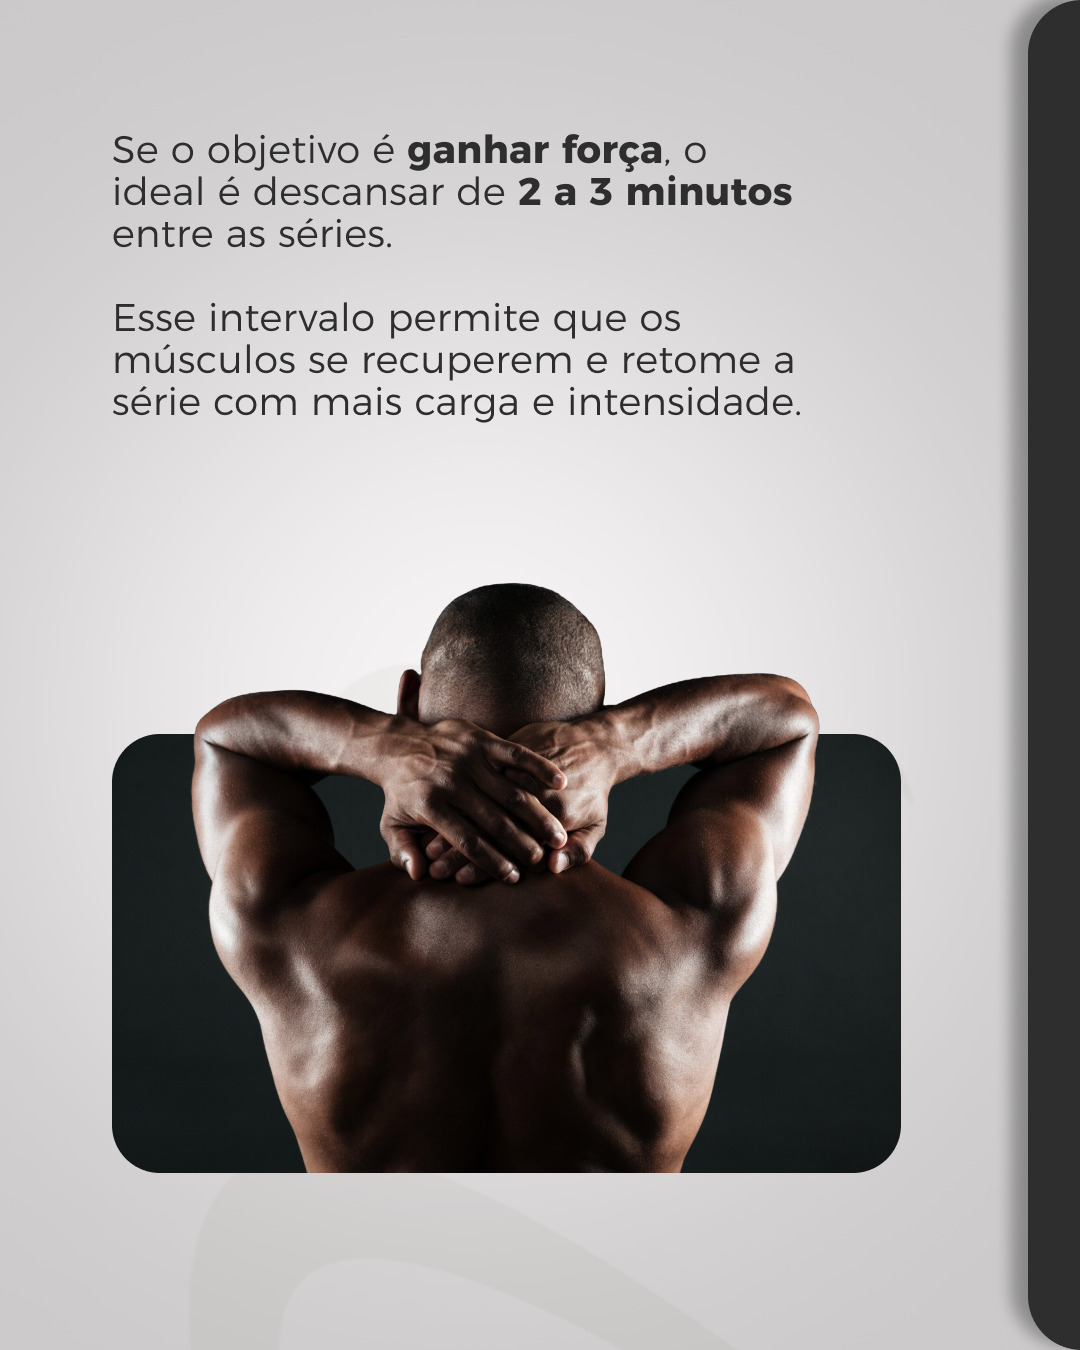 Se o objetivo é ganhar força, o
ideal é descansar de 2 a 3 minutos
entre as séries.
Esse intervalo permite que os
músculos se recuperem e retome a
série com mais carga e intensidade.